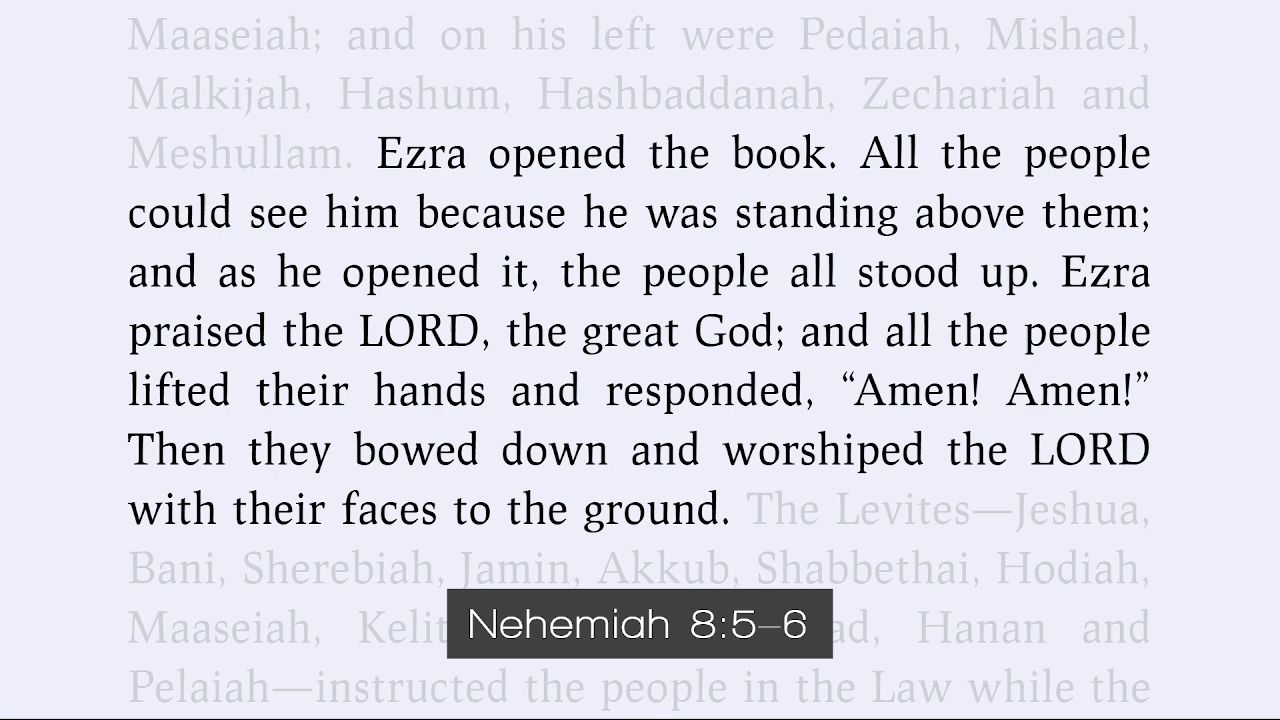 Maaseiah; and on his left were Pedaiah, Mishael,
Malkijah, Hashum, Hashbaddanah, Zechariah and
Meshullam. Ezra opened the book. All the people
could see him because he was standing above them;
and as he opened it, the people all stood up. Ezra
praised the LORD, the great God; and all the people
lifted their hands and responded, “Amen! Amen!”
Then they bowed down and worshiped the LORD
with their faces to the ground. The Levites—Jeshua,
Bani, Sherebiah, Jamin, Akkub, Shabbethai, Hodiah,
Maaseiah, Hanan and
Nehemiah 8:5–6
Pelaiah—instructed the people in the Law while the